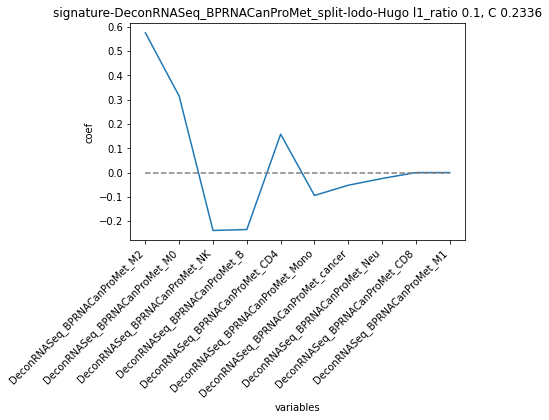 signature-DeconRNASeq_BPRNACanProMet_split-lodo-Hugo l1_ratio 0.1, C 0.2336
0.6
0.5
0.4
0.3
0.2
0.1
0.0
−0.1
−0.2
coef
DeconRNASeq_BPRNACanProMet_M2
DeconRNASeq_BPRNACanProMet_M0
DeconRNASeq_BPRNACanProMet_NK
DeconRNASeq_BPRNACanProMet_B
DeconRNASeq_BPRNACanProMet_CD4
DeconRNASeq_BPRNACanProMet_Mono
DeconRNASeq_BPRNACanProMet_cancer
DeconRNASeq_BPRNACanProMet_Neu
DeconRNASeq_BPRNACanProMet_CD8
DeconRNASeq_BPRNACanProMet_M1
variables